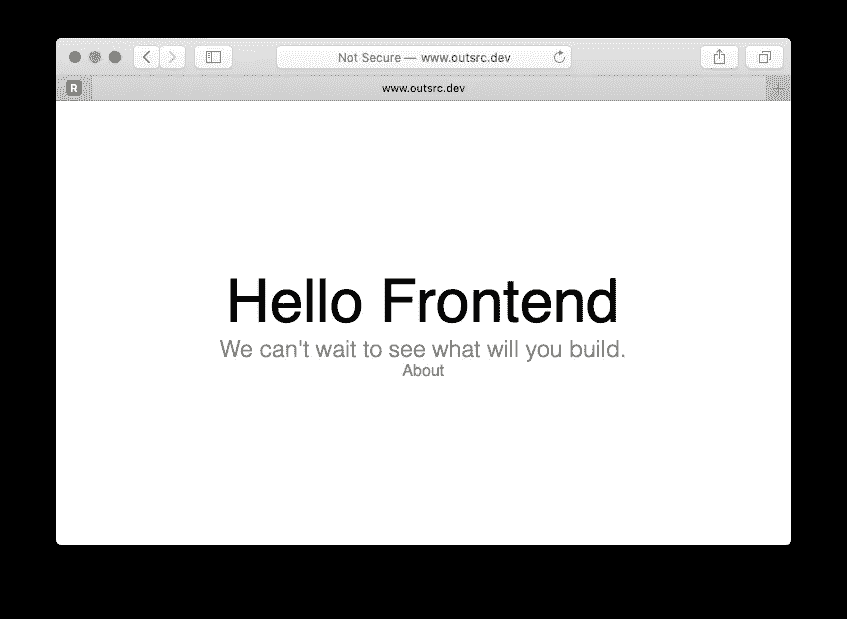 Not Secure — www.outsrc.dev
R
www.outsrc.dev
Hello Frontend
We can't wait to see what will you build.
About